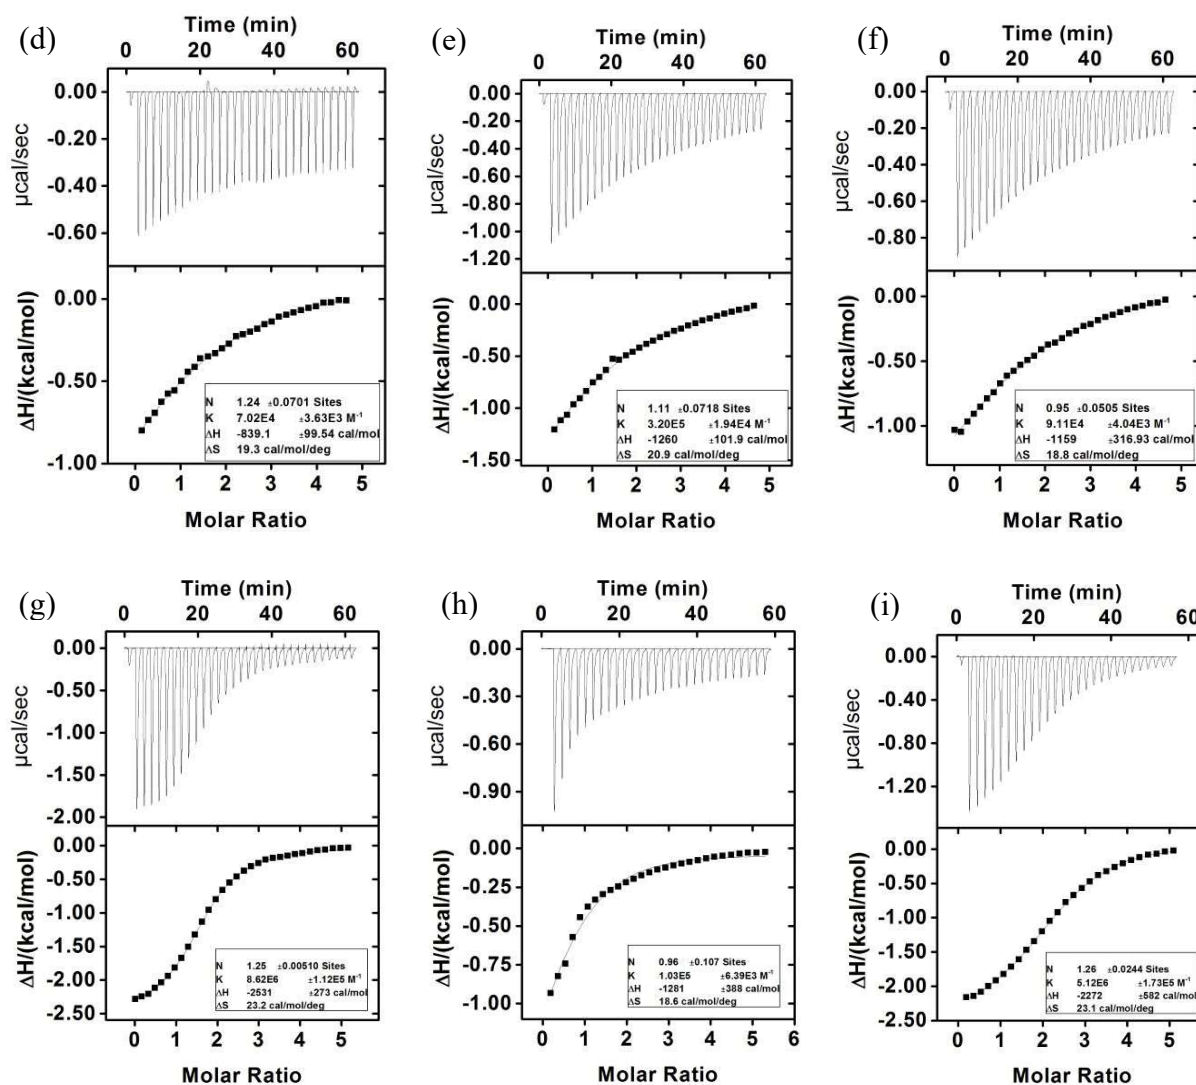 (d)
Time (min)
0 20 40 60
0.00
-0.20
-0.40
-0.60
µcal/sec
0.00
-0.50
-1.00
ΔH/(kcal/mol)
N 1.24 ±0.0701 Sites
K 7.02E4 ±3.63E3 M⁻¹
ΔH -839.1 ±99.54 cal/mol
ΔS 19.3 cal/mol/deg
0 1 2 3 4 5
Molar Ratio
(e)
Time (min)
0 20 40 60
0.00
-0.20
-0.40
-0.60
-0.80
-1.00
-1.20
µcal/sec
0.00
-0.50
-1.00
-1.50
ΔH/(kcal/mol)
N 1.11 ±0.0718 Sites
K 3.20E5 ±1.94E4 M⁻¹
ΔH -1260 ±101.9 cal/mol
ΔS 20.9 cal/mol/deg
0 1 2 3 4 5
Molar Ratio
(f)
Time (min)
0 20 40 60
0.00
-0.20
-0.40
-0.60
-0.80
µcal/sec
0.00
-0.50
-1.00
ΔH/(kcal/mol)
N 0.95 ±0.0505 Sites
K 9.11E4 ±4.04E3 M⁻¹
ΔH -1159 ±316.93 cal/mol
ΔS 18.8 cal/mol/deg
0 1 2 3 4 5
Molar Ratio
(g)
Time (min)
0 20 40 60
0.00
-0.50
-1.00
-1.50
-2.00
µcal/sec
0.00
-0.50
-1.00
-1.50
-2.00
-2.50
ΔH/(kcal/mol)
N 1.25 ±0.00510 Sites
K 8.62E6 ±1.12E5 M⁻¹
ΔH -2531 ±273 cal/mol
ΔS 23.2 cal/mol/deg
0 1 2 3 4 5
Molar Ratio
(h)
Time (min)
0 20 40 60
0.00
-0.30
-0.60
-0.90
µcal/sec
0.00
-0.25
-0.50
-0.75
-1.00
ΔH/(kcal/mol)
N 0.96 ±0.107 Sites
K 1.03E5 ±6.39E3 M⁻¹
ΔH -1281 ±388 cal/mol
ΔS 18.6 cal/mol/deg
0 1 2 3 4 5 6
Molar Ratio
(i)
Time (min)
0 20 40 60
0.00
-0.40
-0.80
-1.20
µcal/sec
0.00
-0.50
-1.00
-1.50
-2.00
-2.50
ΔH/(kcal/mol)
N 1.26 ±0.0244 Sites
K 5.12E6 ±1.73E5 M⁻¹
ΔH -2272 ±582 cal/mol
ΔS 23.1 cal/mol/deg
0 1 2 3 4 5
Molar Ratio